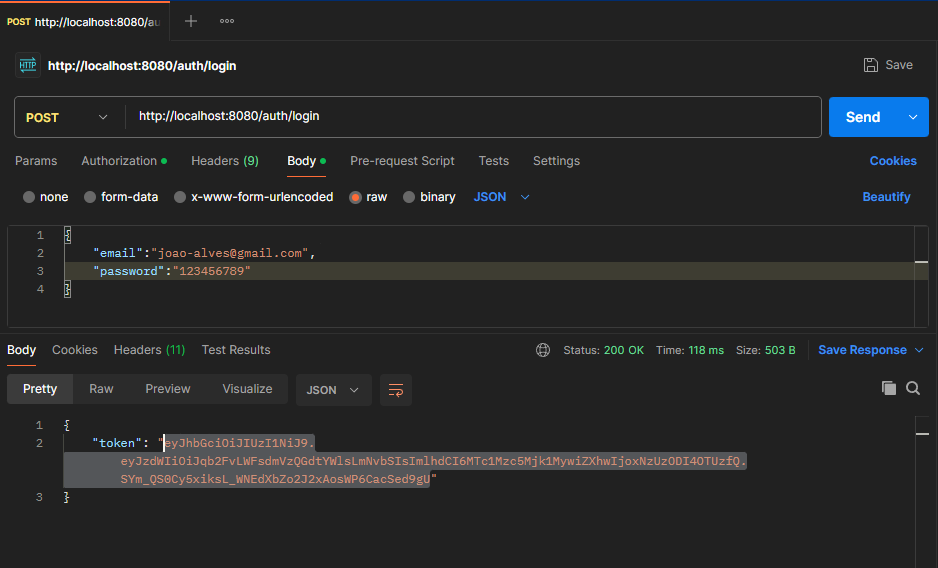 POST http://localhost:8080/au
HTTP http://localhost:8080/auth/login Save
POST http://localhost:8080/auth/login Send
Params Authorization Headers (9) Body Pre-request Script Tests Settings Cookies
none form-data x-www-form-urlencoded raw binary JSON Beautify
1 {
2 "email":"joao-alves@gmail.com",
3 "password":"123456789"
4 }
Body Cookies Headers (11) Test Results Status: 200 OK Time: 118 ms Size: 503 B Save Response
Pretty Raw Preview Visualize JSON
1 {
2 "token": "eyJhbGciOiJIUzI1NiJ9.
eyJzdWIiOiJqb2FvLWFsdmVzQGdtYWlsLmNvbSIsImlhdCI6MTc1Mzc5Mjk1MywiZXhwIjoxNzUzODI4OTUzfQ.
SYm_QS0Cy5xiksL_WNEdXbZo2J2xAosWP6CacSed9gU"
3 }